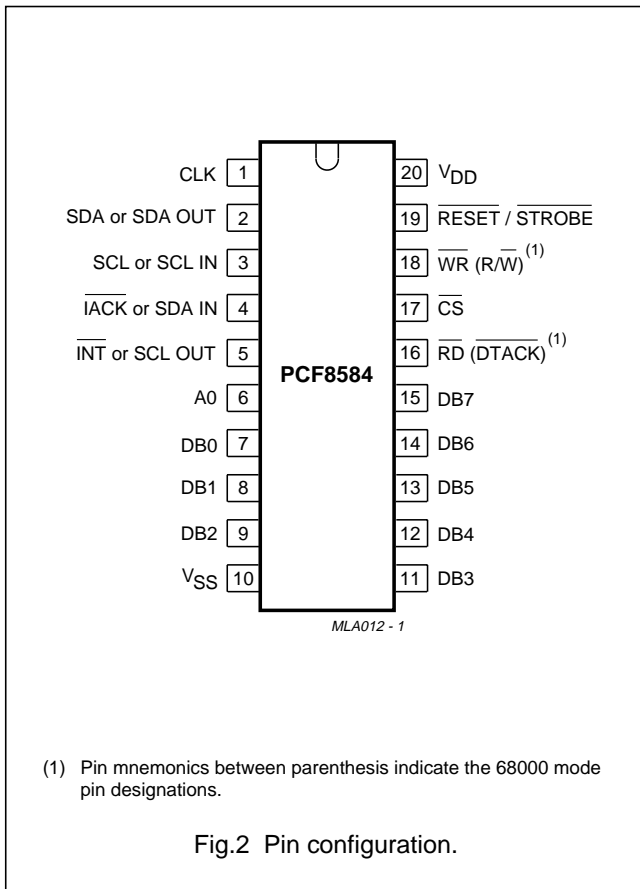 CLK 1 20 VDD
SDA or SDA OUT 2 19 RESET / STROBE
SCL or SCL IN 3 18 WR (R/W) (1)
IACK or SDA IN 4 17 CS
INT or SCL OUT 5 16 RD (DTACK) (1)
PCF8584
A0 6 15 DB7
DB0 7 14 DB6
DB1 8 13 DB5
DB2 9 12 DB4
VSS 10 11 DB3
MLA012 - 1
(1) Pin mnemonics between parenthesis indicate the 68000 mode
pin designations.
Fig.2 Pin configuration.